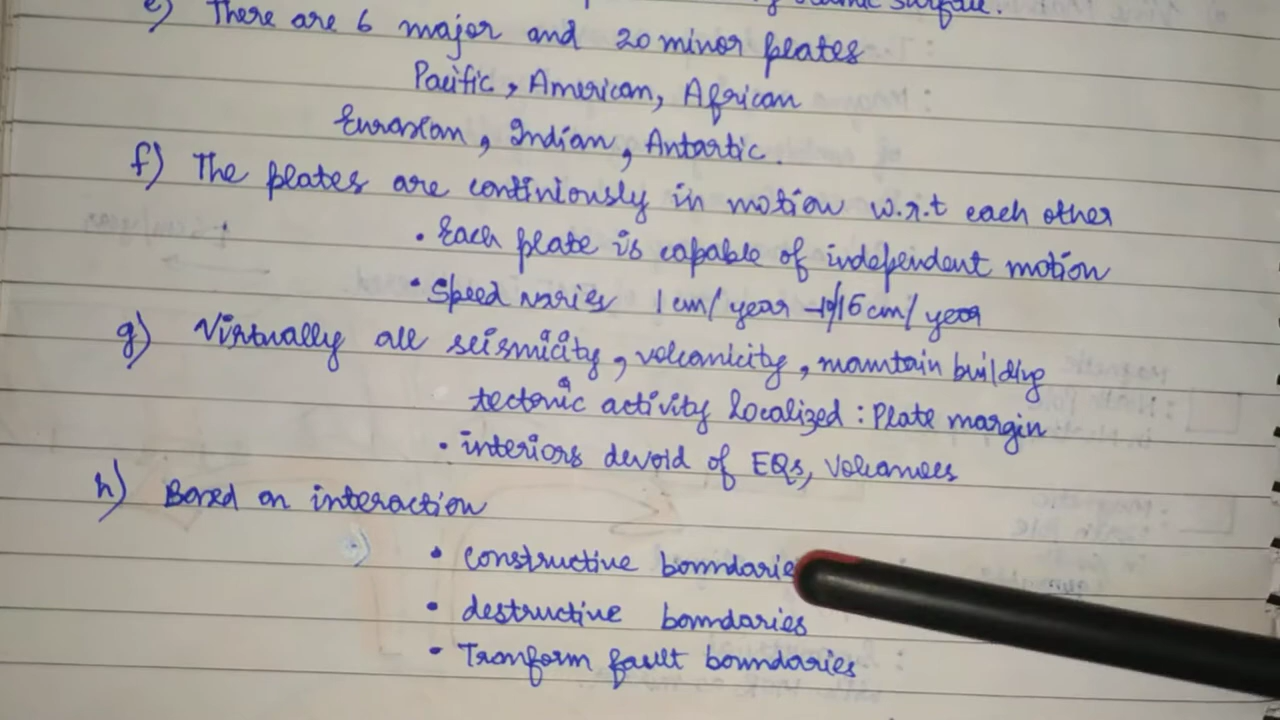 surface.
e) There are 6 major and 20 minor plates
Pacific, American, African
Eurasian, Indian, Antartic.
f) The plates are continiously in motion w.r.t each other
• Each plate is capable of independent motion
• Speed varies 1 cm/year - 16 cm/year
g) Virtually all seismicity, volcanicity, mamtain building
tectonic activity localized : Plate margin
• interiors devoid of EQs, Volcanoes
h) Based on interaction
• constructive boundarie
• destructive boundaries
• Tranform fault boundaries